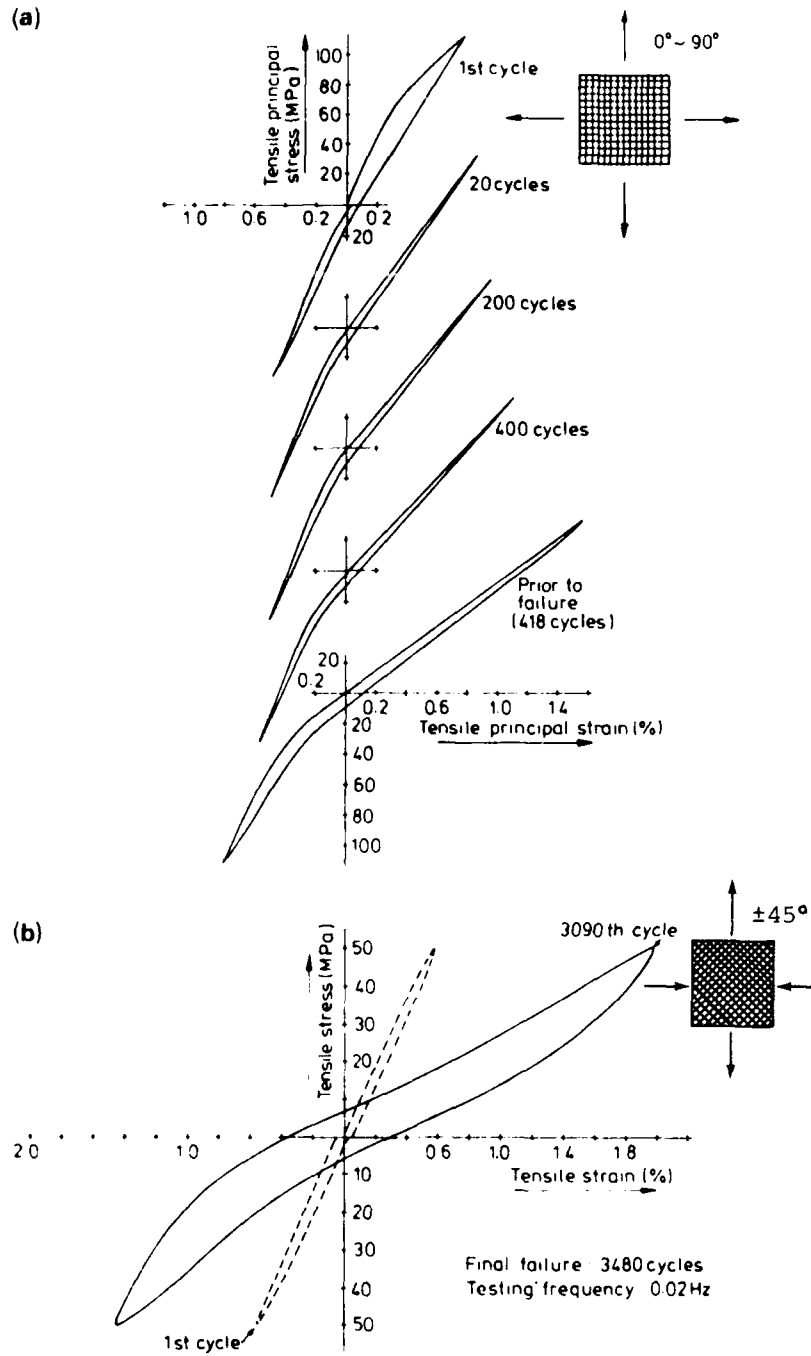 (a)
0°~90°
Tensile principal
stress (MPa)
100
80
60
40
20
1st cycle
1.0
0.6
0.2
0.2
20
20 cycles
200 cycles
400 cycles
Prior to
failure
(418 cycles)
20
0.2
0.2
0.6
1.0
1.4
20
Tensile principal strain (%)
40
60
80
100
(b)
±45°
3090th cycle
Tensile stress (MPa)
50
40
30
20
2.0
1.0
0.6
1.0
1.4
1.8
10
Tensile strain (%)
20
30
Final failure 3480 cycles
40
Testing frequency 0.02Hz
50
1st cycle